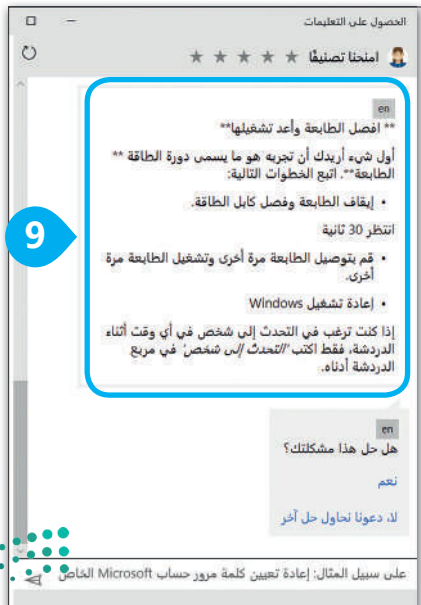 الحصول على التعليمات
امنحنا تصنيفًا
en
** افصل الطابعة وأعد تشغيلها**
أول شيء أريدك أن تجربه هو ما يسمى دورة الطاقة **
الطابعة**. اتبع الخطوات التالية:
• إيقاف الطابعة وفصل كابل الطاقة.
انتظر 30 ثانية
• قم بتوصيل الطابعة مرة أخرى وتشغيل الطابعة مرة
أخرى.
• إعادة تشغيل Windows
إذا كنت ترغب في التحدث إلى شخص في أي وقت أثناء
الدردشة، فقط اكتب "التحدث إلى شخص" في مربع
الدردشة أدناه.
9
en
هل حل هذا مشكلتك؟
نعم
لا، دعونا نحاول حل آخر
على سبيل المثال: إعادة تعيين كلمة مرور حساب Microsoft الخاص